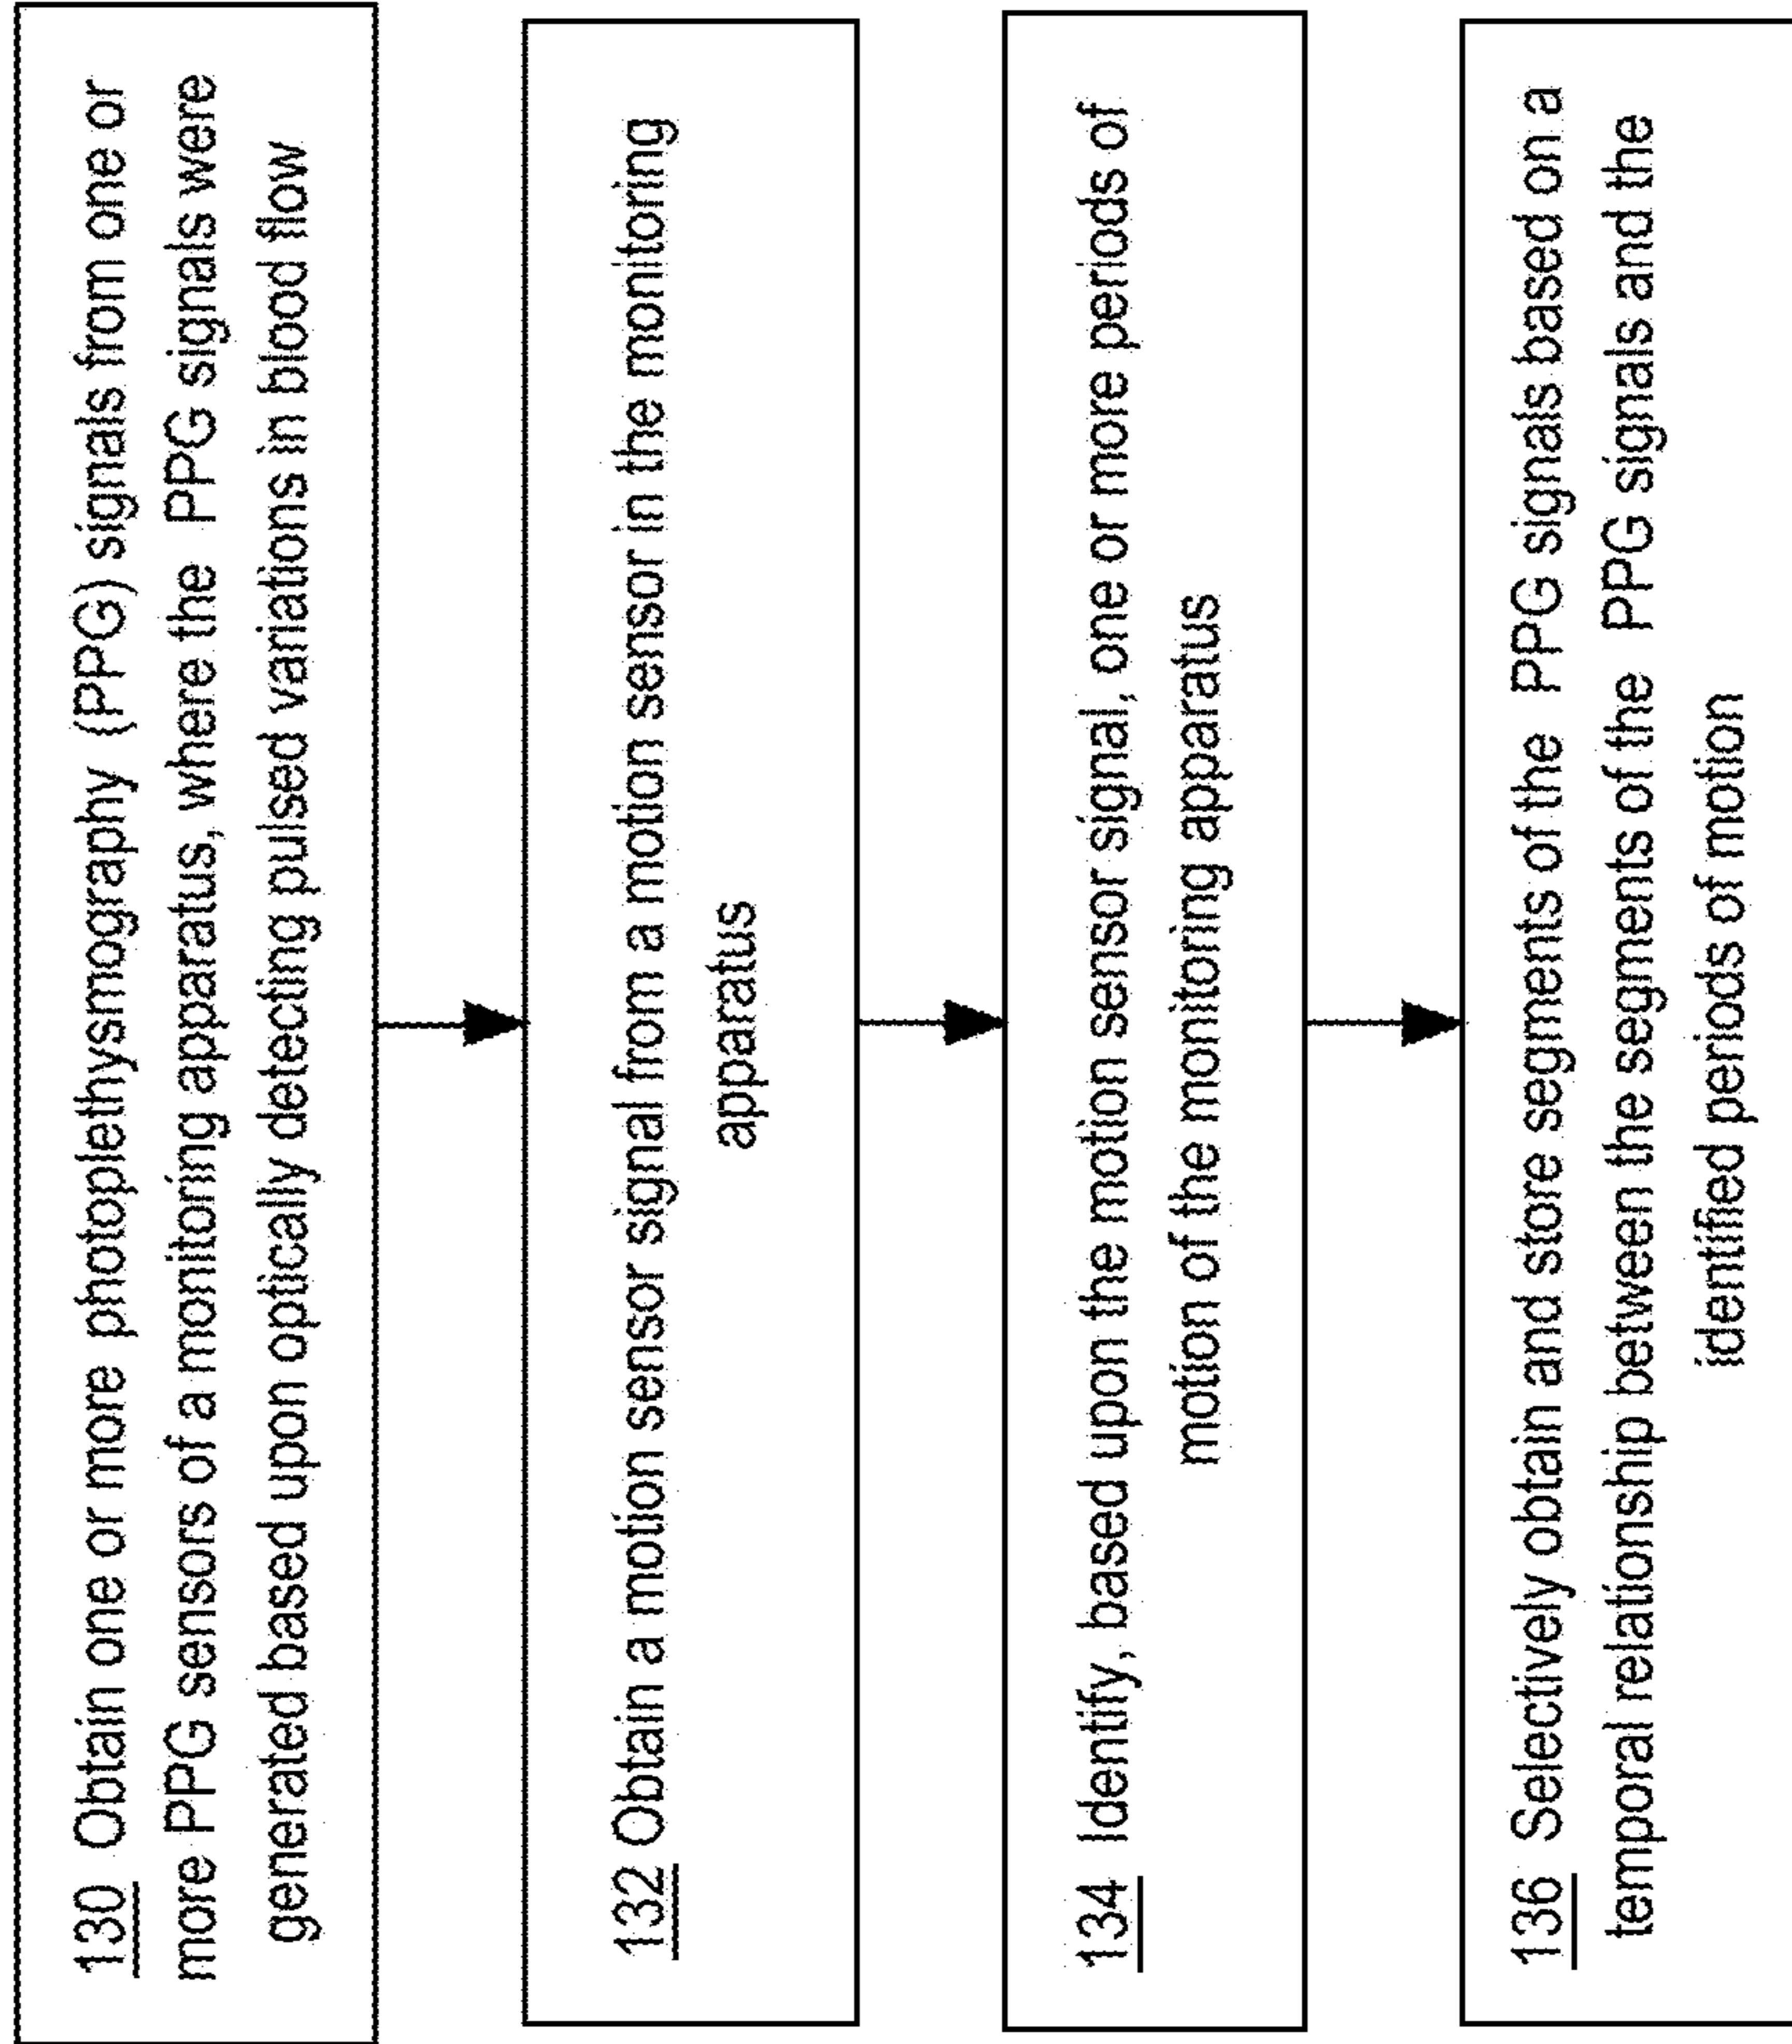 130 Obtain one or more photoplethysmography (PPG) signals from one or
more PPG sensors of a monitoring apparatus, where the PPG signals were
generated based upon optically detecting pulsed variations in blood flow
132 Obtain a motion sensor signal from a motion sensor in the monitoring
apparatus
134 Identify, based upon the motion sensor signal, one or more periods of
motion of the monitoring apparatus
136 Selectively obtain and store segments of the PPG signals based on a
temporal relationship between the segments of the PPG signals and the
identified periods of motion